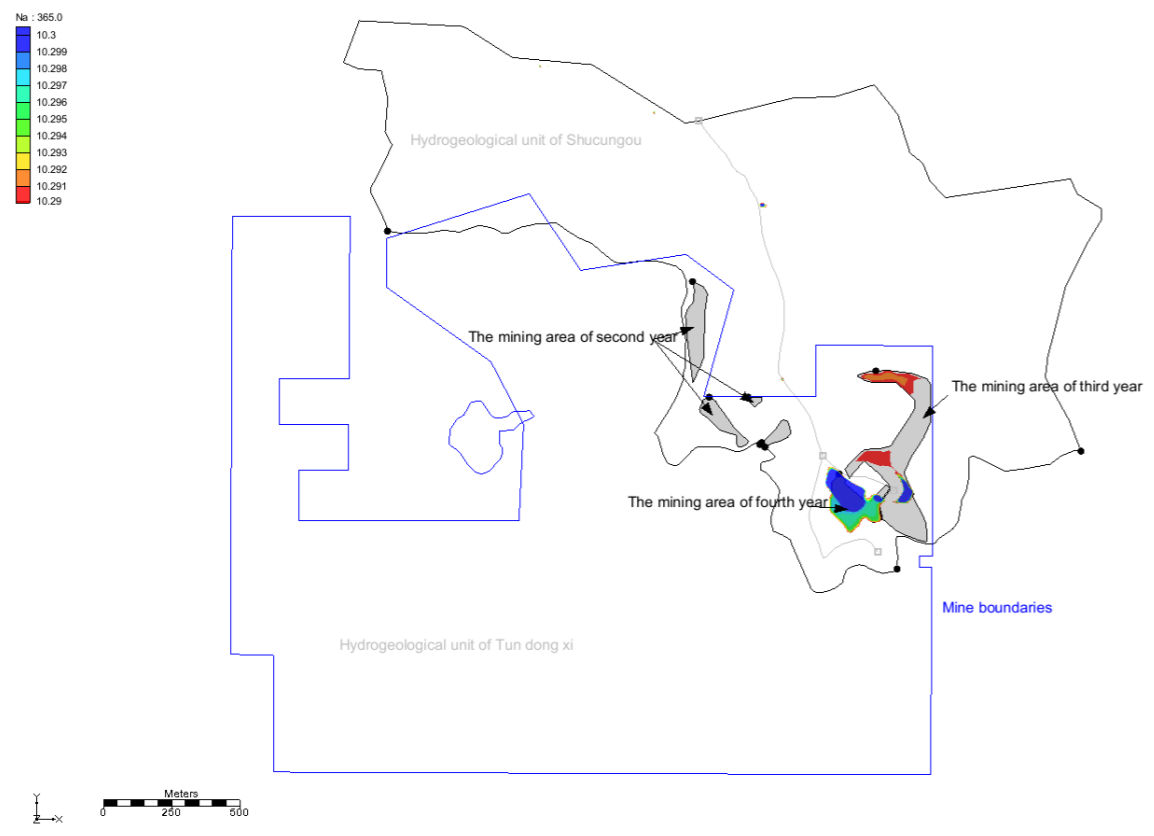 Na : 365.0
10.3
10.299
10.298
10.297
10.296
10.295
10.294
10.293
10.292
10.291
10.29
Hydrogeological unit of Shucungou
The mining area of second year
The mining area of third year
The mining area of fourth year
Mine boundaries
Hydrogeological unit of Tun dong xi
Y
Z X
Meters
0 250 500